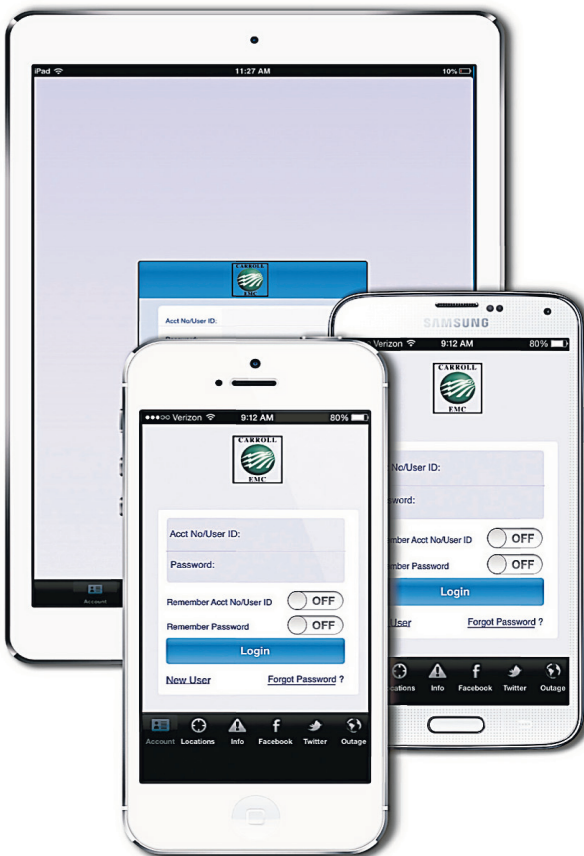 iPad 11:27 AM 10%
CARROLL
Acct No/User ID:
Account
SAMSUNG
Verizon 9:12 AM 80%
CARROLL
EMC
No/User ID:
word:
mber Acct No/User ID OFF
mber Password OFF
Login
User Forgot Password ?
cations Info Facebook Twitter Outage
Verizon 9:12 AM 80%
CARROLL
EMC
Acct No/User ID:
Password:
Remember Acct No/User ID OFF
Remember Password OFF
Login
New User Forgot Password ?
Account Locations Info Facebook Twitter Outage